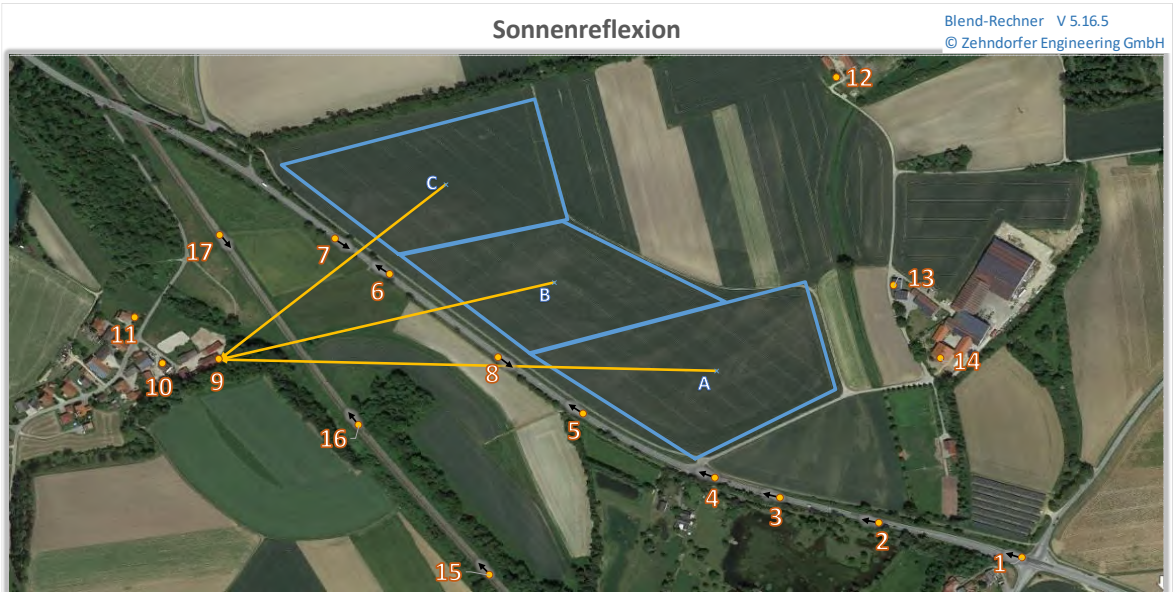 Sonnenreflexion
Blend-Rechner V 5.16.5
© Zehndorfer Engineering GmbH
12
C
17
7
6
13
B
11
14
10
9
8
A
5
16
4
3
2
15
1